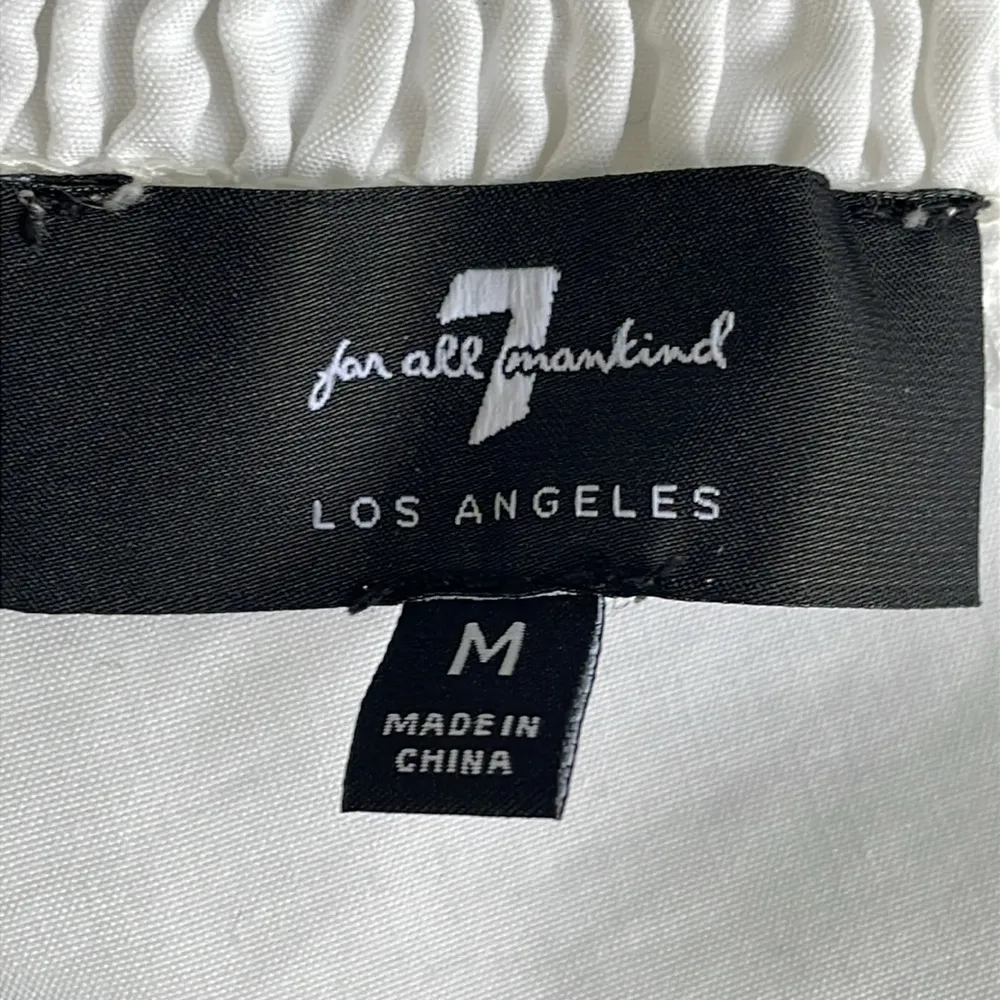 7
for all mankind
LOS ANGELES
M
MADE IN
CHINA